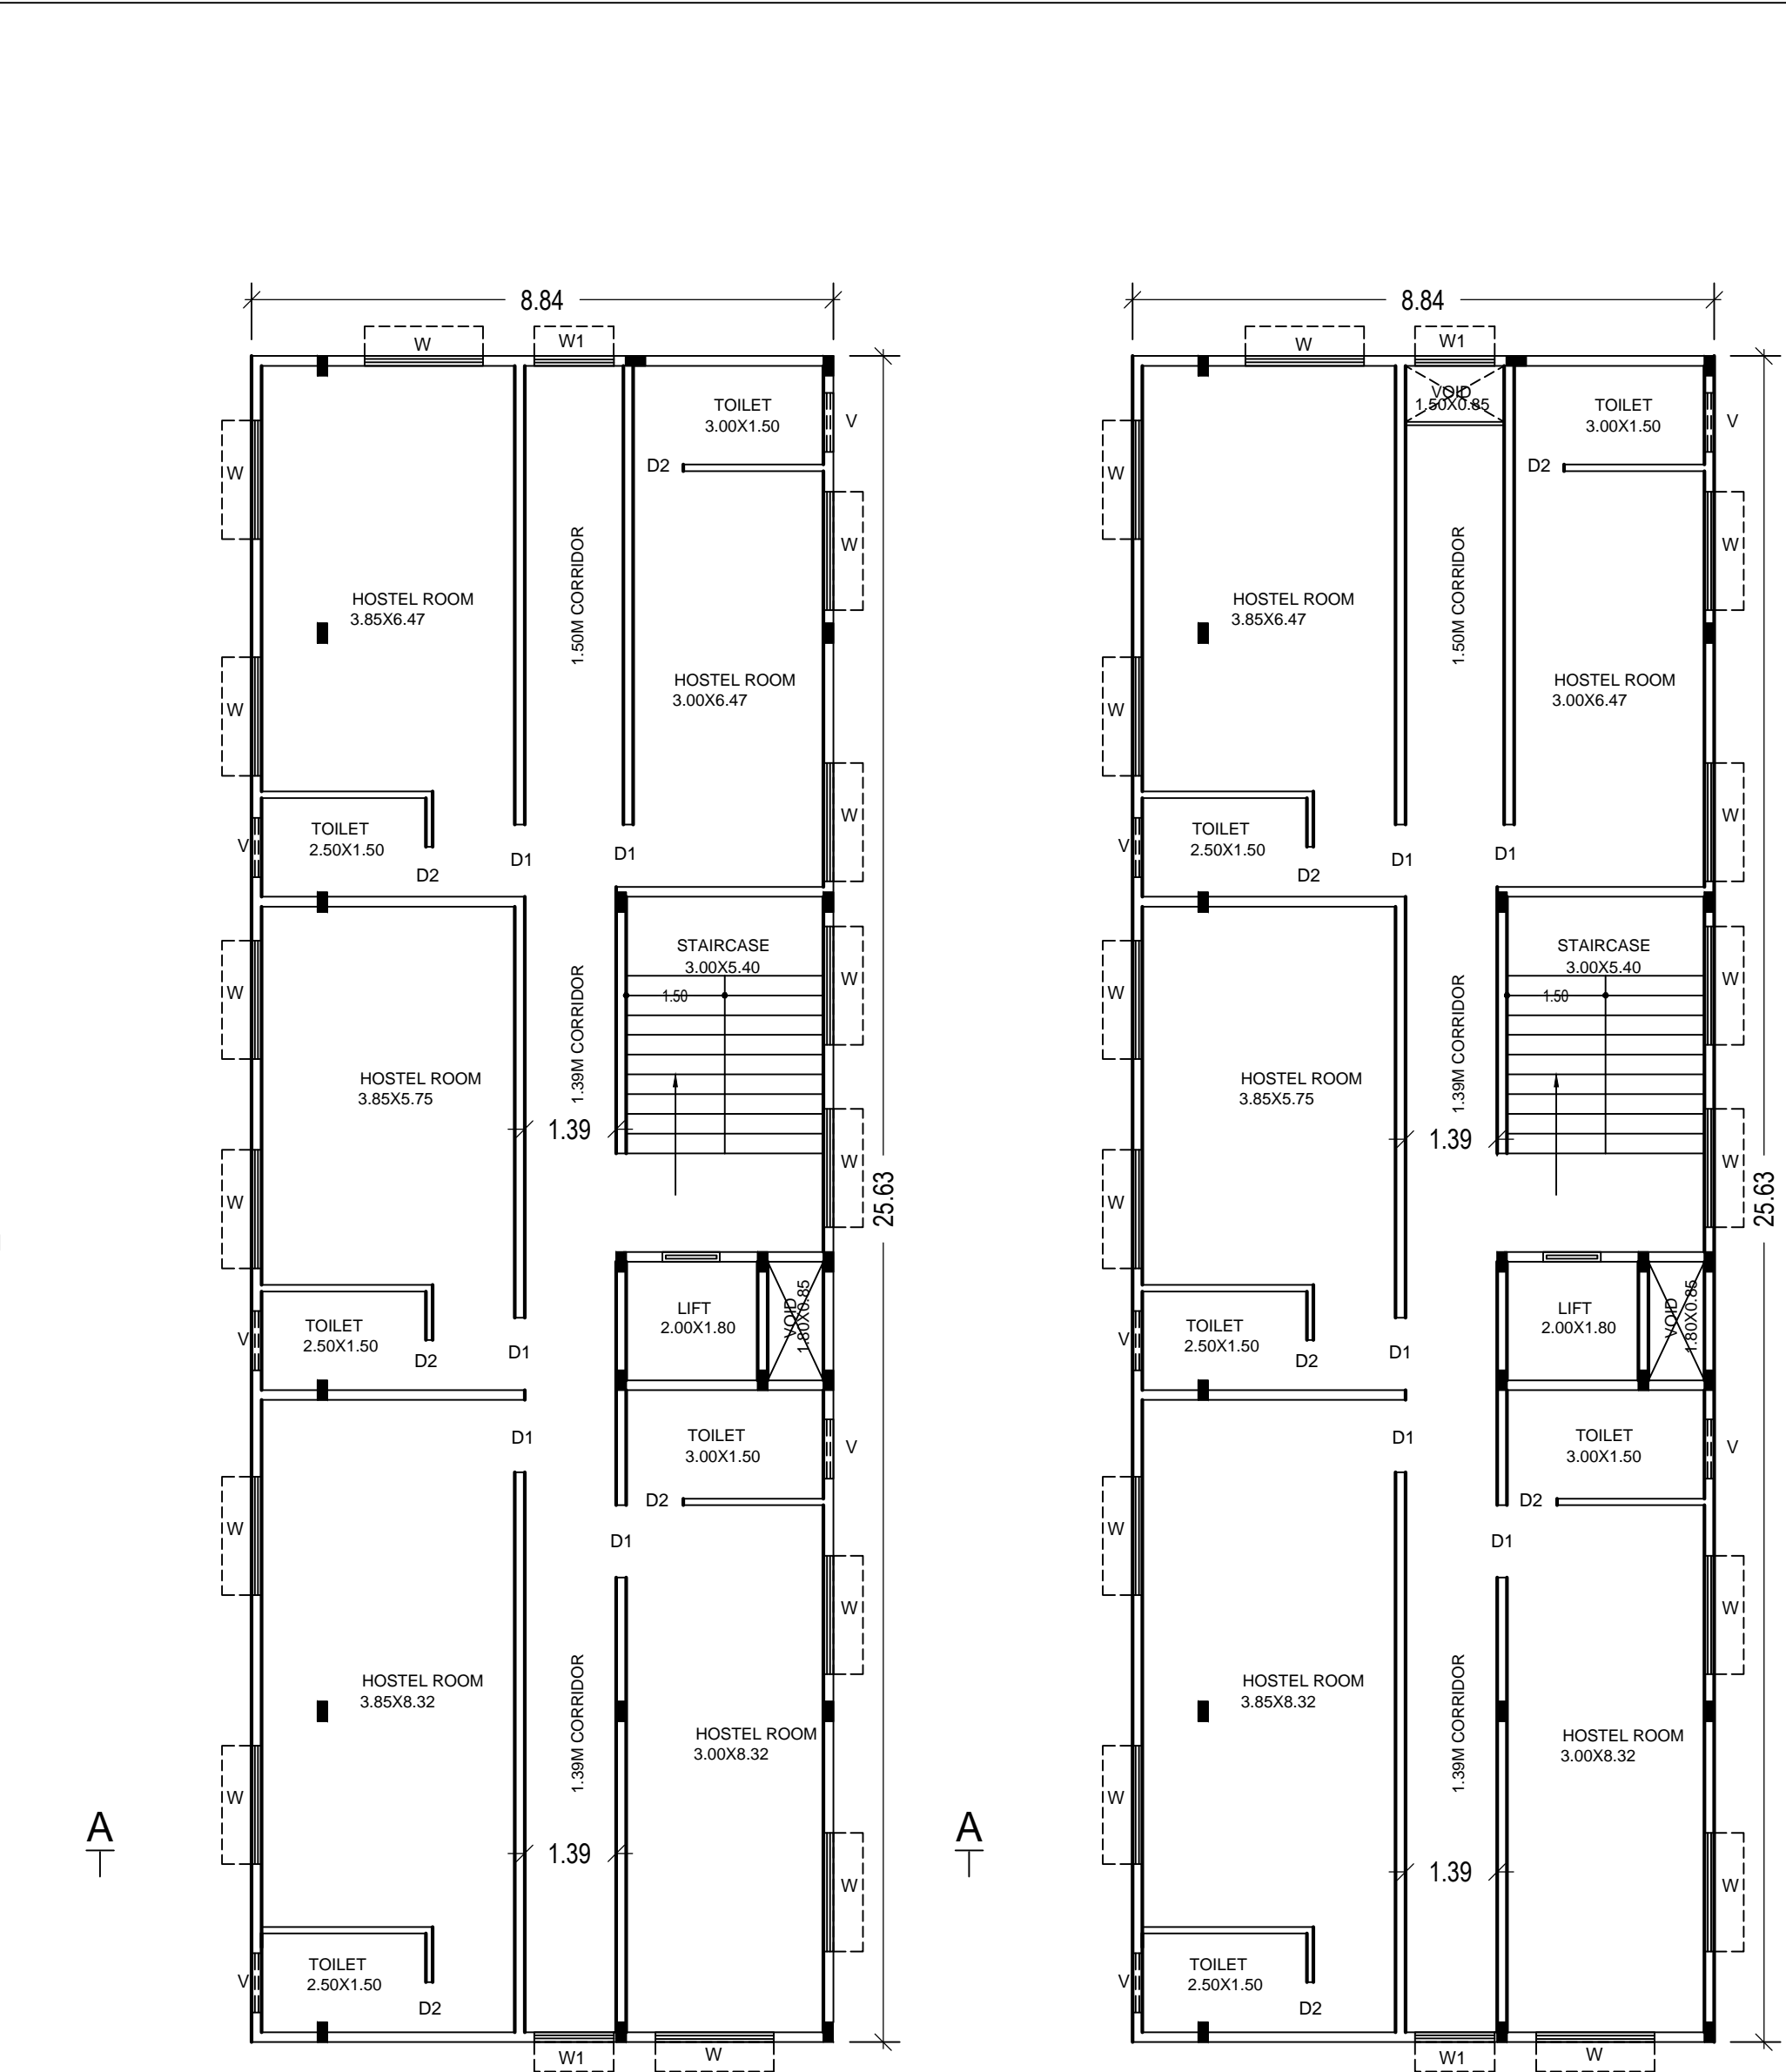 8.84
W
W1
TOILET
3.00X1.50
V
D2
W
W
1.50M CORRIDOR
HOSTEL ROOM
3.85X6.47
HOSTEL ROOM
3.00X6.47
W
W
TOILET
2.50X1.50
V
D1
D1
D2
STAIRCASE
3.00X5.40
1.50
W
W
1.39M CORRIDOR
HOSTEL ROOM
3.85X5.75
1.39
W
W
25.63
LIFT
2.00X1.80
VOID
1.80X0.85
TOILET
2.50X1.50
V
D1
D2
D1
TOILET
3.00X1.50
V
D2
W
D1
W
HOSTEL ROOM
3.85X8.32
1.39M CORRIDOR
HOSTEL ROOM
3.00X8.32
W
A
1.39
W
TOILET
2.50X1.50
V
D2
W1
W
8.84
W
W1
VOID
1.50X0.85
TOILET
3.00X1.50
V
D2
W
W
1.50M CORRIDOR
HOSTEL ROOM
3.85X6.47
HOSTEL ROOM
3.00X6.47
W
W
TOILET
2.50X1.50
V
D1
D1
D2
STAIRCASE
3.00X5.40
1.50
W
W
1.39M CORRIDOR
HOSTEL ROOM
3.85X5.75
1.39
W
W
25.63
LIFT
2.00X1.80
VOID
1.80X0.85
TOILET
2.50X1.50
V
D1
D2
D1
TOILET
3.00X1.50
V
D2
W
D1
W
HOSTEL ROOM
3.85X8.32
1.39M CORRIDOR
HOSTEL ROOM
3.00X8.32
W
A
1.39
W
TOILET
2.50X1.50
V
D2
W1
W